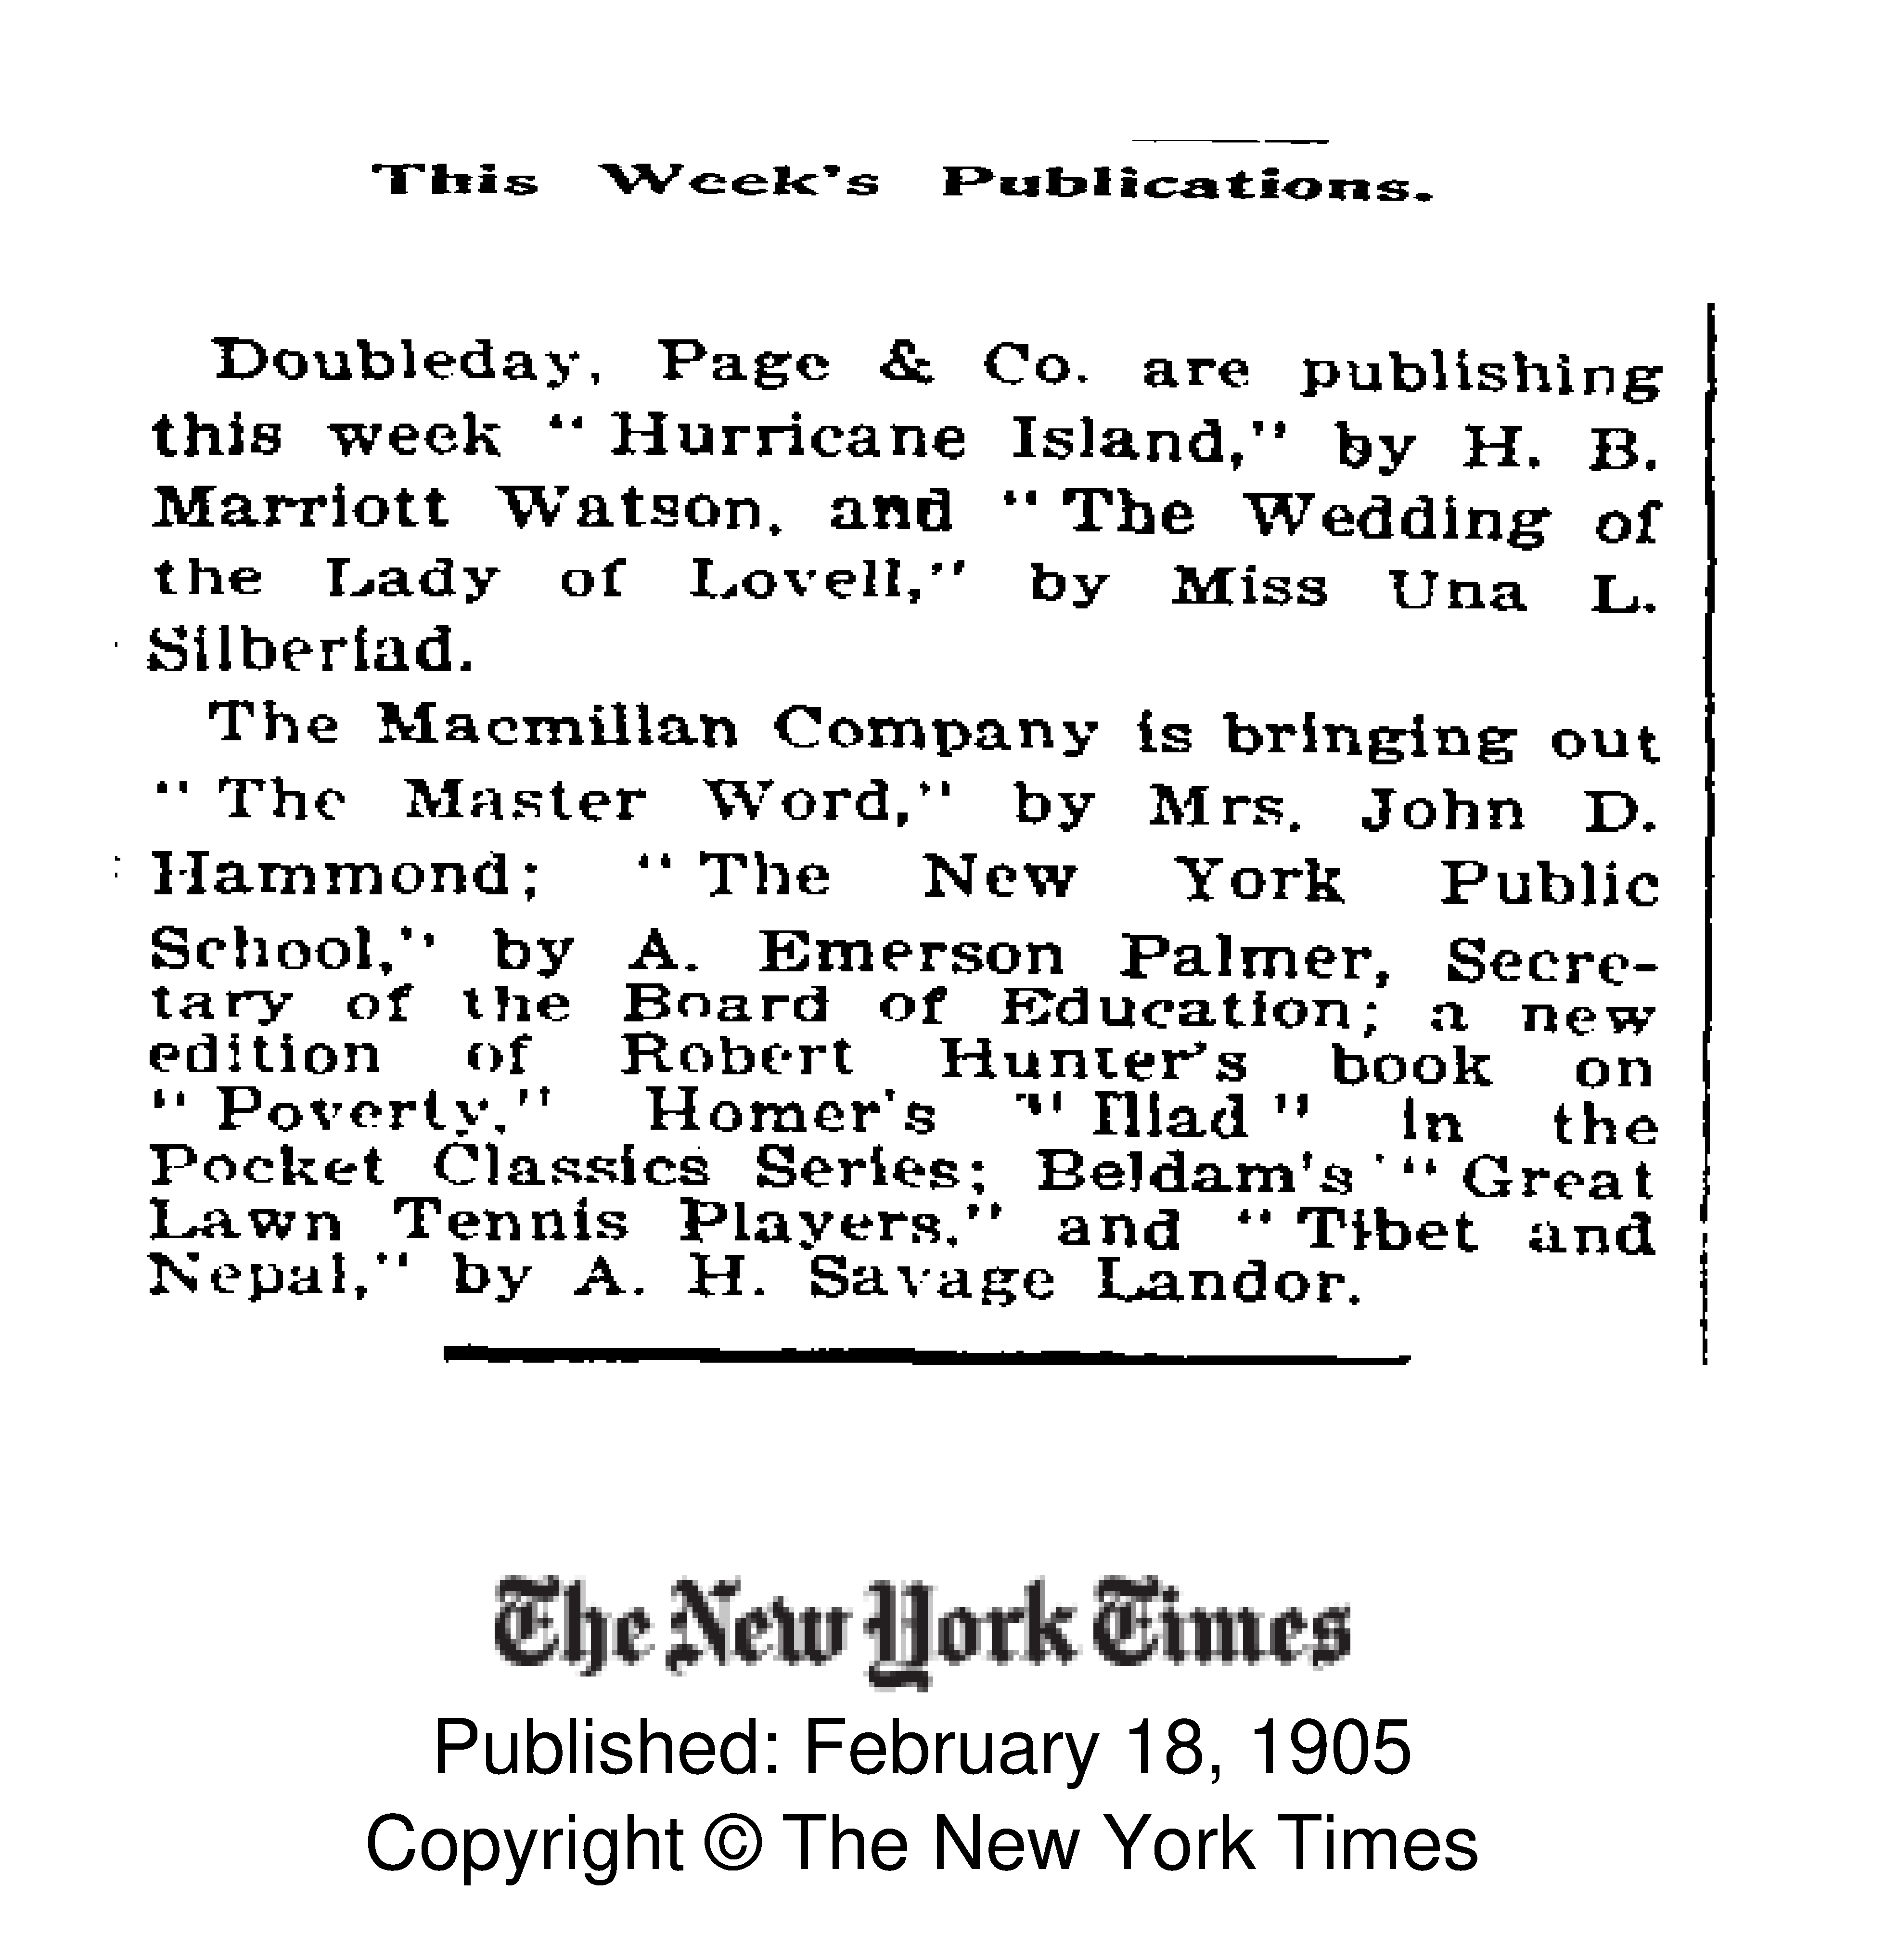 This Week's Publications.
Doubleday, Page & Co. are publishing
this week "Hurricane Island," by H. B.
Marriott Watson, and "The Wedding of
the Lady of Lovell," by Miss Una L.
Silberiad.
The Macmillan Company is bringing out
"The Master Word," by Mrs. John D.
Hammond; "The New York Public
School," by A. Emerson Palmer, Secre-
tary of the Board of Education; a new
edition of Robert Hunter's book on
"Poverty," Homer's "Iliad" in the
Pocket Classics Series; Beldam's "Great
Lawn Tennis Players," and "Tibet and
Nepal," by A. H. Savage Landor.
The New York Times
Published: February 18, 1905
Copyright © The New York Times